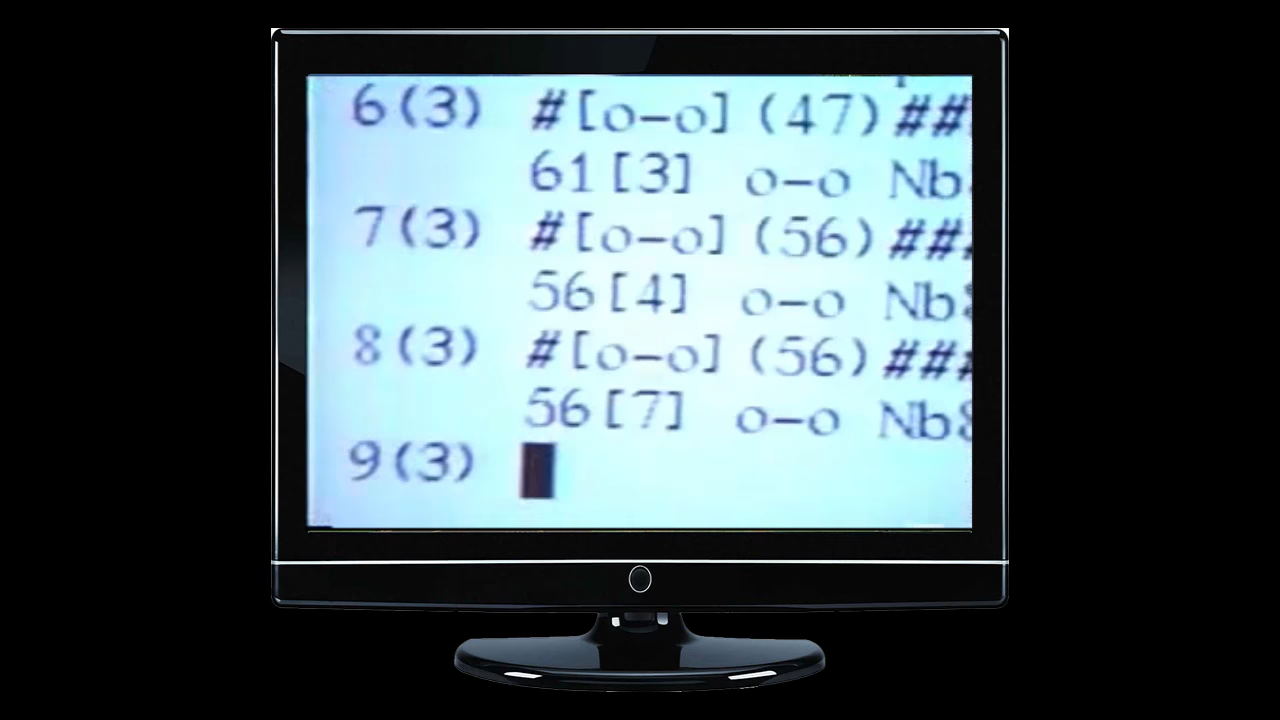 6(3) #[o-o](47)##
61[3] o-o Nb
7(3) #[o-o](56)##
56[4] o-o Nb
8(3) #[o-o](56)##
56[7] o-o Nb
9(3)